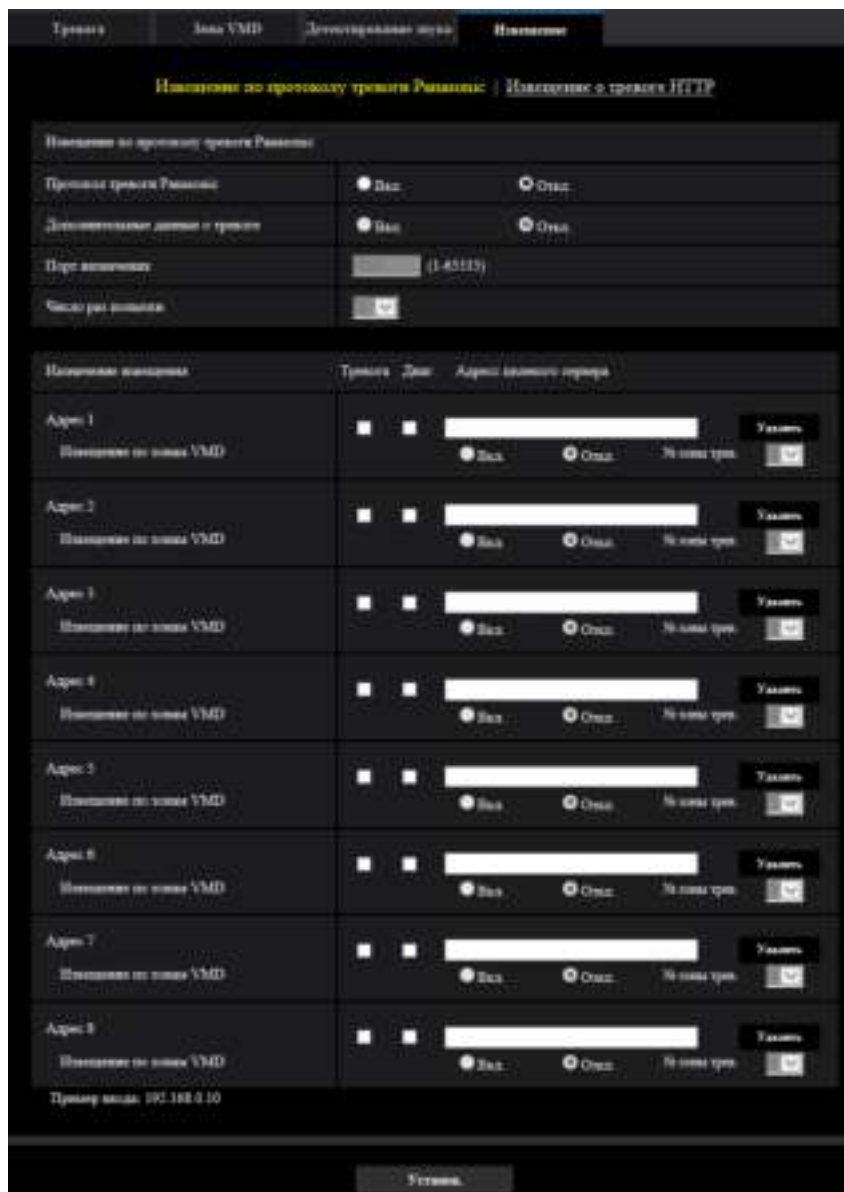 Тревога Зона VMD Детектирование звука Извещение
Извещение по протоколу тревоги Panasonic | Извещение о тревоге HTTP
Извещение по протоколу тревоги Panasonic
Протокол тревоги Panasonic Вкл. Откл.
Дополнительные данные о тревоге Вкл. Откл.
Порт назначения (1-65535)
Число раз попыток
Назначение извещения Тревога Диаг. Адрес целевого сервера
Адрес 1 Удалить
Извещение по зонам VMD Вкл. Откл. № зоны трев.
Адрес 2 Удалить
Извещение по зонам VMD Вкл. Откл. № зоны трев.
Адрес 3 Удалить
Извещение по зонам VMD Вкл. Откл. № зоны трев.
Адрес 4 Удалить
Извещение по зонам VMD Вкл. Откл. № зоны трев.
Адрес 5 Удалить
Извещение по зонам VMD Вкл. Откл. № зоны трев.
Адрес 6 Удалить
Извещение по зонам VMD Вкл. Откл. № зоны трев.
Адрес 7 Удалить
Извещение по зонам VMD Вкл. Откл. № зоны трев.
Адрес 8 Удалить
Извещение по зонам VMD Вкл. Откл. № зоны трев.
Пример ввода: 192.168.0.10
Установ.